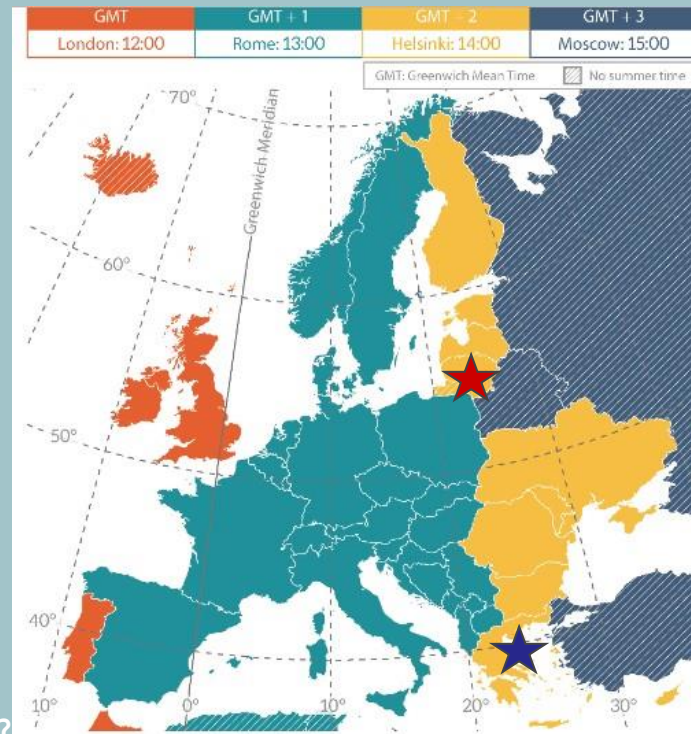 GMT GMT + 1 GMT + 2 GMT + 3
London: 12:00 Rome: 13:00 Helsinki: 14:00 Moscow: 15:00
GMT: Greenwich Mean Time No summer time
70°
Greenwich Meridian
60°
50°
40°
10° 0° 10° 20° 30°
?